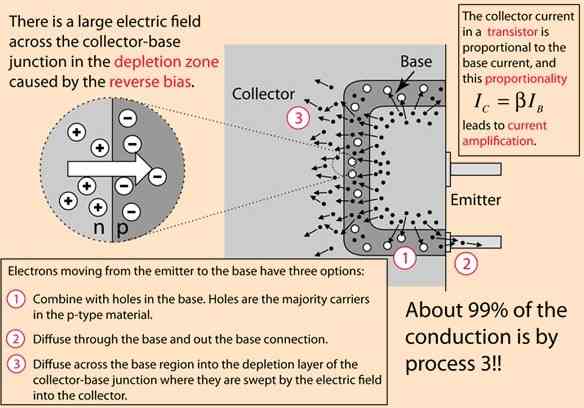 There is a large electric field
across the collector-base
junction in the depletion zone
caused by the reverse bias.
The collector current
in a transistor is
proportional to the
base current, and
this proportionality
I_C = βI_B
leads to current
amplification.
Base
Collector
3
+ + + + +
− − − − −
n p
Emitter
1
2
Electrons moving from the emitter to the base have three options:
1 Combine with holes in the base. Holes are the majority carriers
in the p-type material.
2 Diffuse through the base and out the base connection.
3 Diffuse across the base region into the depletion layer of the
collector-base junction where they are swept by the electric field
into the collector.
About 99% of the
conduction is by
process 3!!